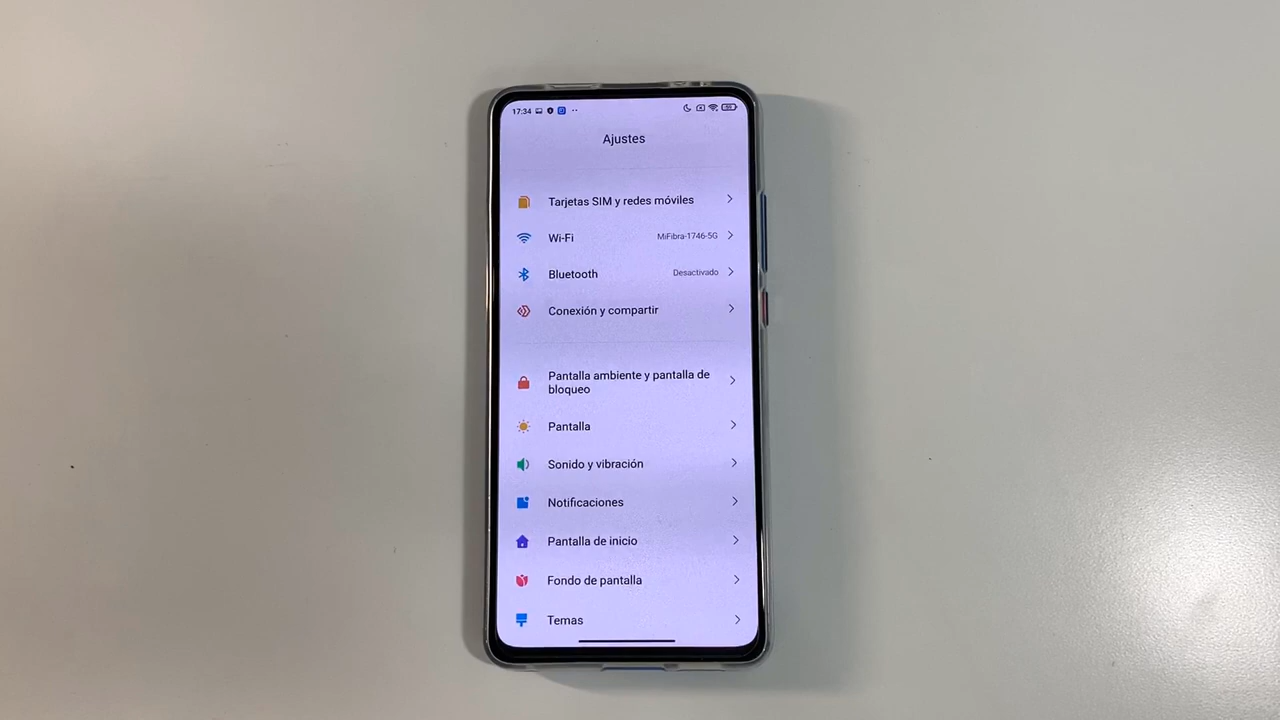 17:34
Ajustes
Tarjetas SIM y redes móviles
Wi-Fi MiFibra-1746-5G
Bluetooth Desactivado
Conexión y compartir
Pantalla ambiente y pantalla de
bloqueo
Pantalla
Sonido y vibración
Notificaciones
Pantalla de inicio
Fondo de pantalla
Temas